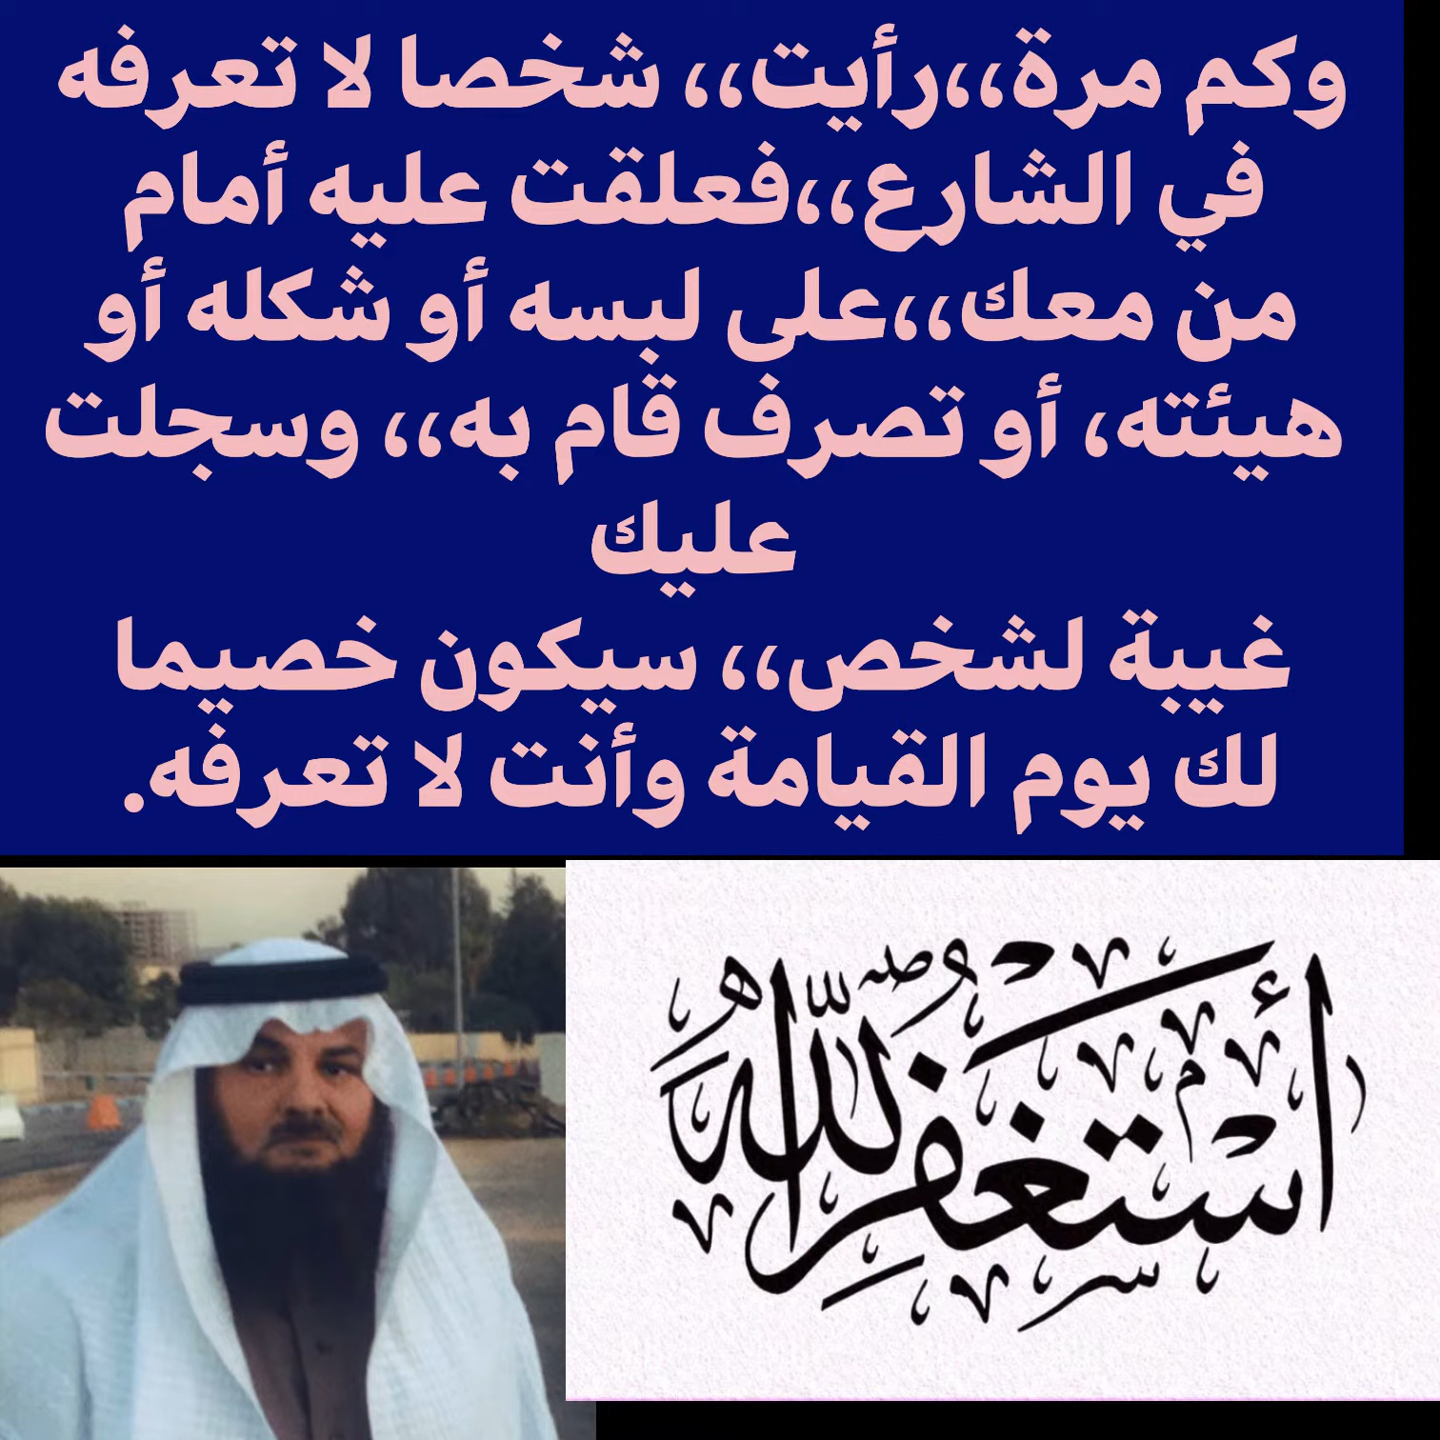 وكم مرة،،رأيت،، شخصا لا تعرفه
في الشارع،،فعلقت عليه أمام
من معك،،على لبسه أو شكله أو
هيئته، أو تصرف قام به،، وسجلت
عليك
غيبة لشخص،، سيكون خصيما
لك يوم القيامة وأنت لا تعرفه.
أستغفر الله